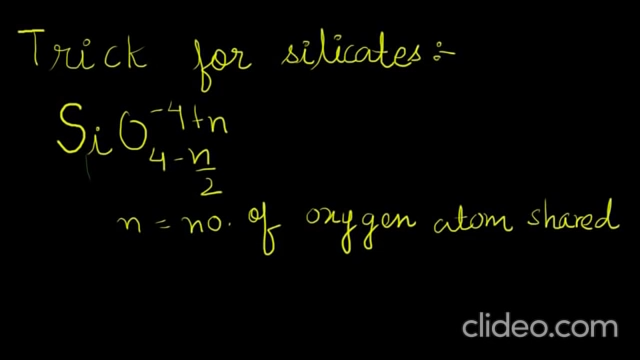 Trick for silicates :-
SiO₄₋ₙ/₂⁻⁴⁺ⁿ
n = no. of oxygen atom shared
clideo.com